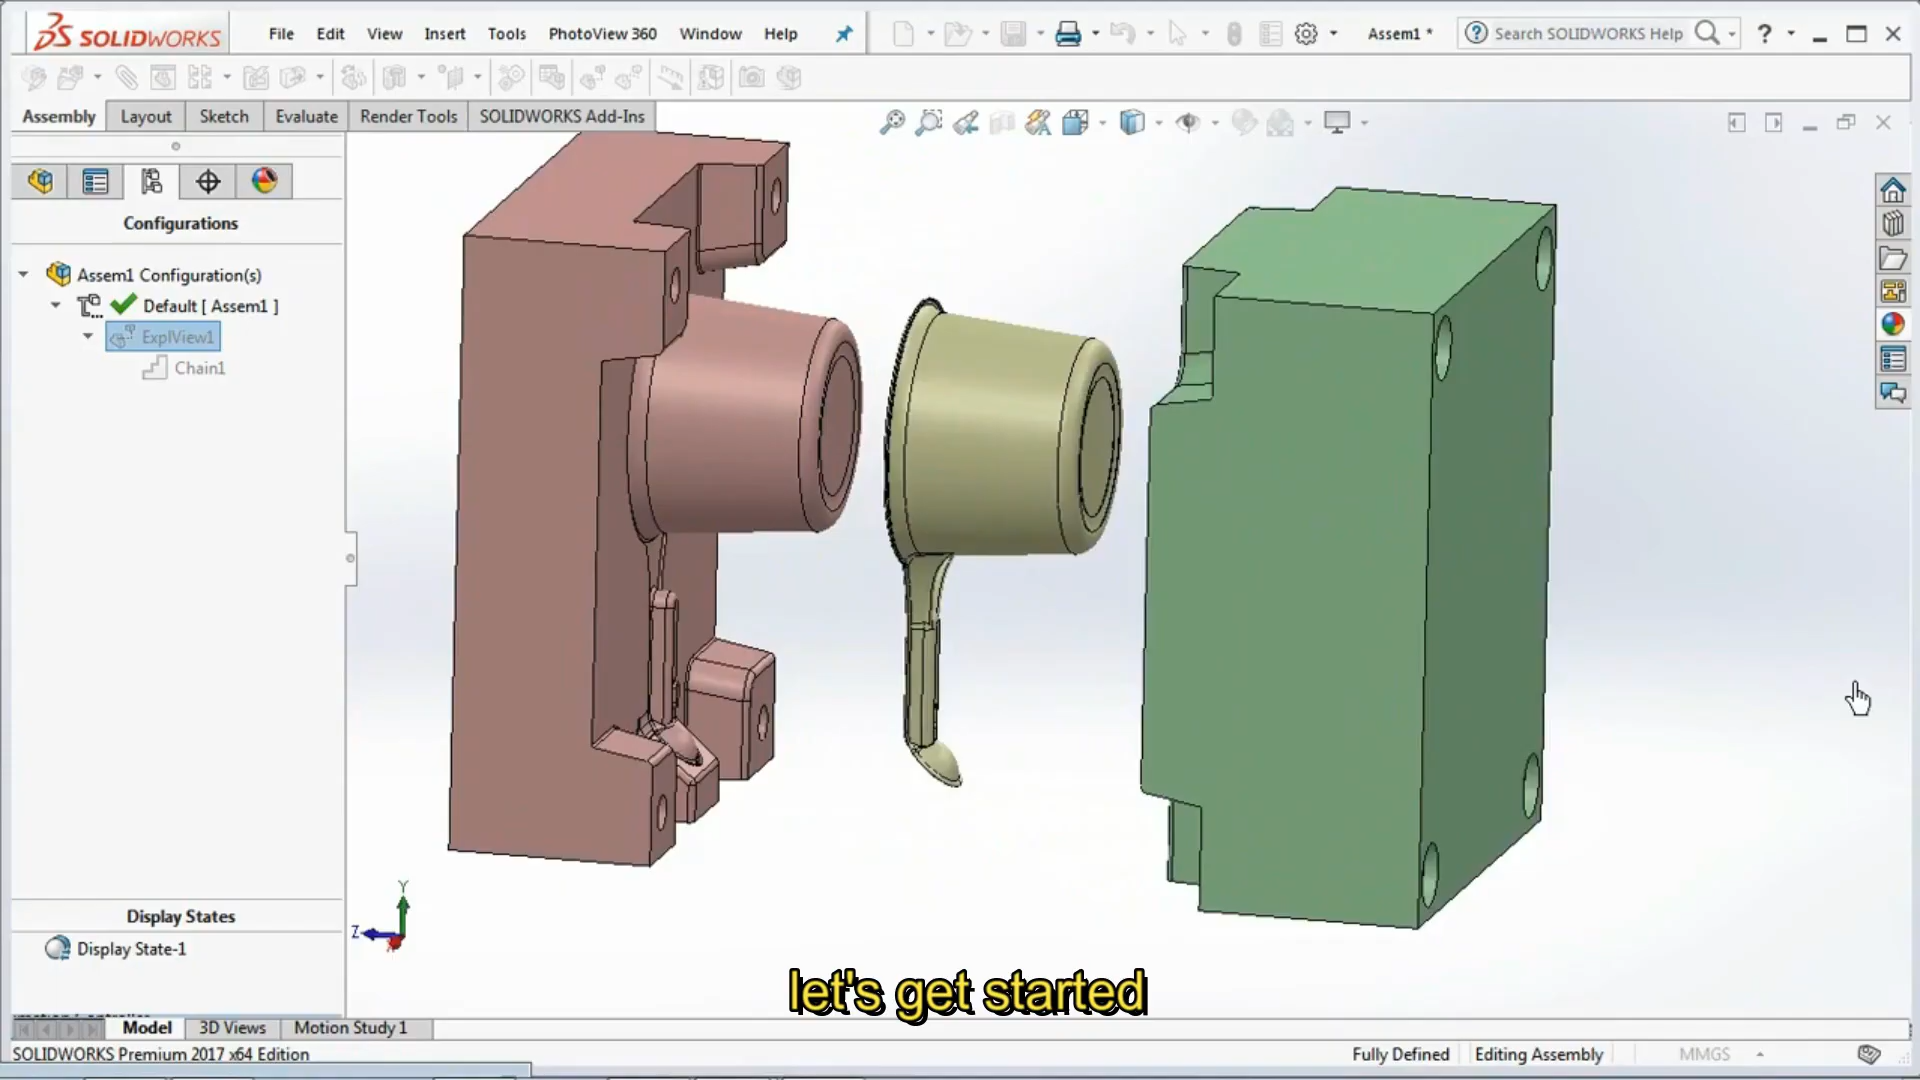 SOLIDWORKS File Edit View Insert Tools PhotoView 360 Window Help Assem1 * Search SOLIDWORKS Help ?
Assembly Layout Sketch Evaluate Render Tools SOLIDWORKS Add-Ins
Configurations
Assem1 Configuration(s)
Default [ Assem1 ]
ExplView1
Chain1
Y
Z
Display States
Display State-1
let's get started
Model 3D Views Motion Study 1
SOLIDWORKS Premium 2017 x64 Edition Fully Defined Editing Assembly MMGS